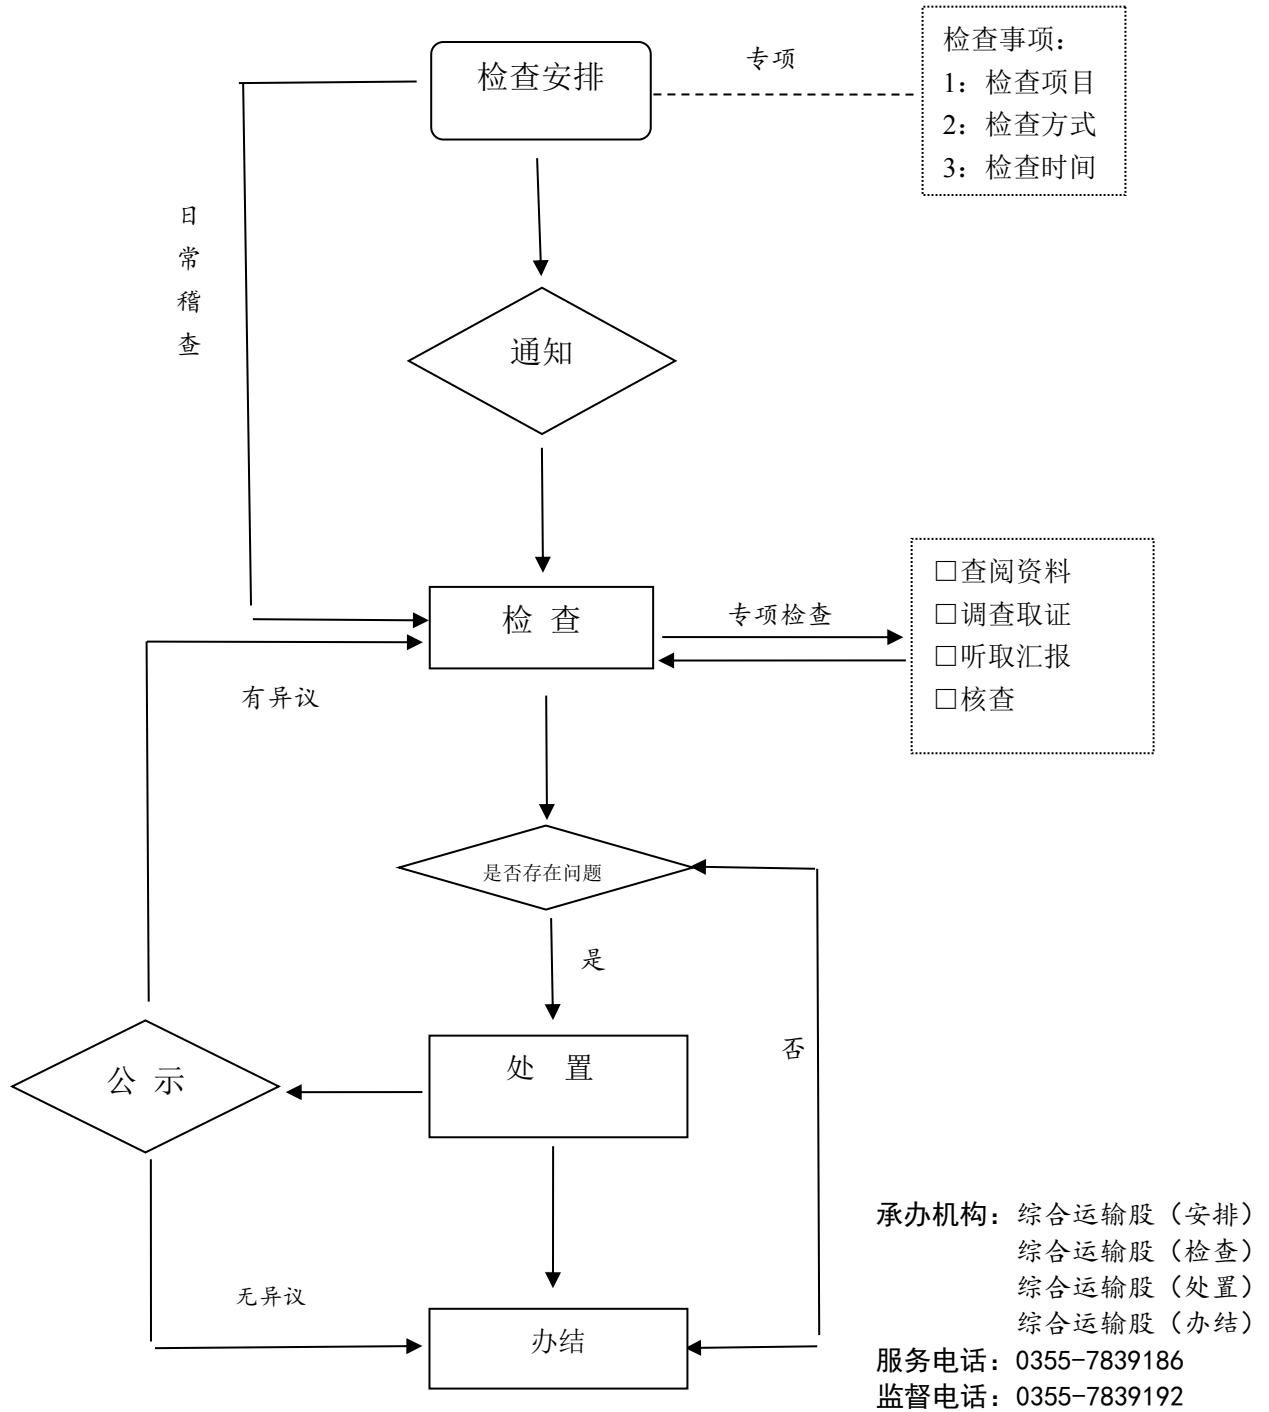 检查安排
专项
检查事项：
1：检查项目
2：检查方式
3：检查时间
日常稽查
通知
检 查
专项检查
□查阅资料
□调查取证
□听取汇报
□核查
有异议
是否存在问题
是
否
处 置
公 示
无异议
办结
承办机构：综合运输股（安排）
综合运输股（检查）
综合运输股（处置）
综合运输股（办结）
服务电话：0355-7839186
监督电话：0355-7839192